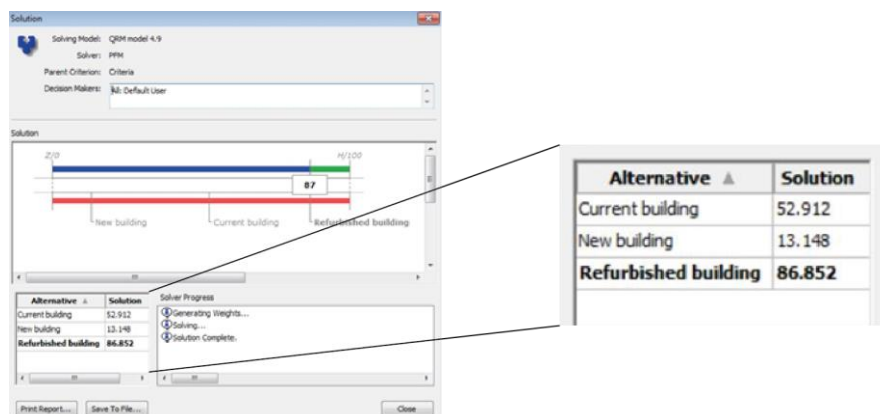 Solution
Solving Model: QRM model 4.9
Solver: PFM
Parent Criterion: Criteria
Decision Makers: All: Default User
Solution
Z/0 H/100
87
New building Current building Refurbished building
Alternative Solution
Current building 52.912
New building 13.148
Refurbished building 86.852
Solver Progress
Generating Weights...
Solving...
Solution Complete.
Print Report... Save To File... Close
Alternative Solution
Current building 52.912
New building 13.148
Refurbished building 86.852